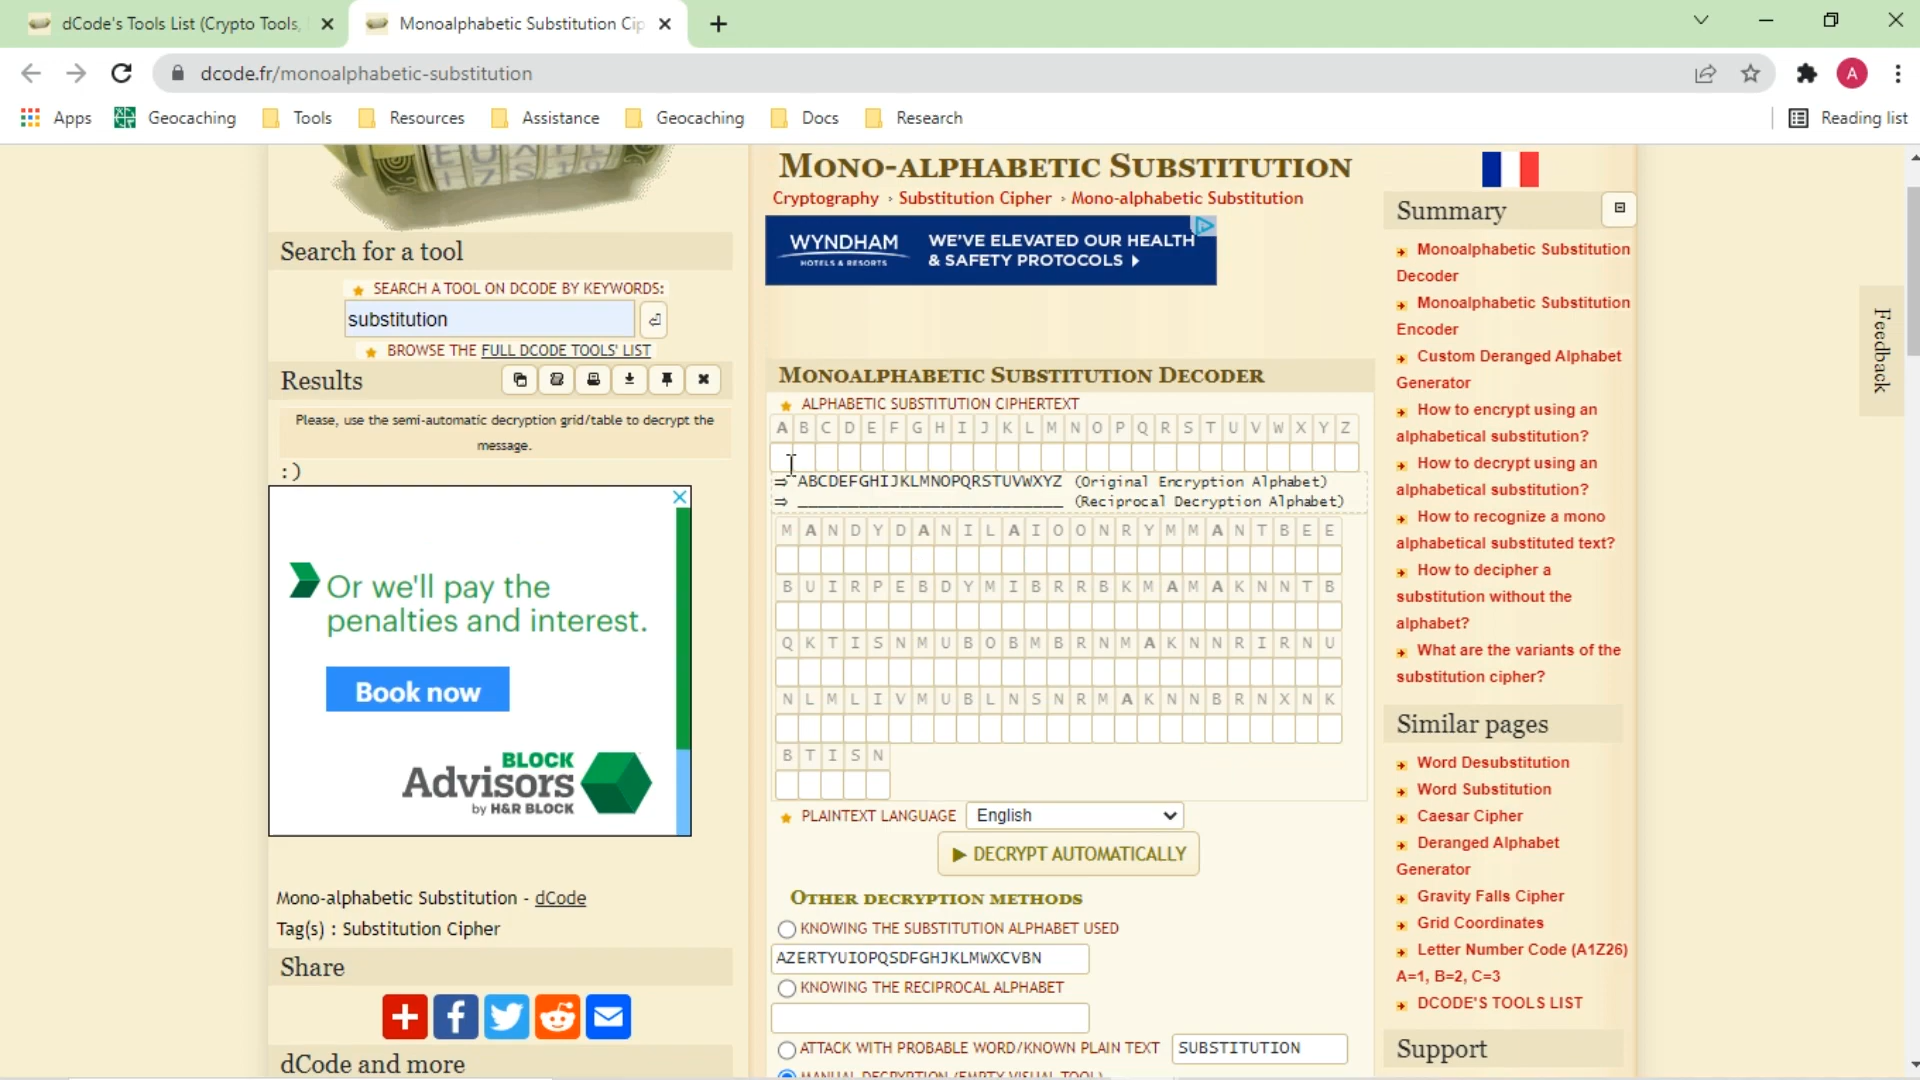 dCode's Tools List (Crypto Tools,
Monoalphabetic Substitution Cip
dcode.fr/monoalphabetic-substitution
A
Apps
Geocaching
Tools
Resources
Assistance
Geocaching
Docs
Research
Reading list
Search for a tool
SEARCH A TOOL ON DCODE BY KEYWORDS:
substitution
BROWSE THE FULL DCODE TOOLS' LIST
Results
Please, use the semi-automatic decryption grid/table to decrypt the
message.
:)
Or we'll pay the
penalties and interest.
Book now
BLOCK
Advisors
by H&R BLOCK
Mono-alphabetic Substitution - dCode
Tag(s) : Substitution Cipher
Share
dCode and more
MONO-ALPHABETIC SUBSTITUTION
Cryptography › Substitution Cipher › Mono-alphabetic Substitution
WYNDHAM
HOTELS & RESORTS
WE'VE ELEVATED OUR HEALTH
& SAFETY PROTOCOLS
MONOALPHABETIC SUBSTITUTION DECODER
ALPHABETIC SUBSTITUTION CIPHERTEXT
A B C D E F G H I J K L M N O P Q R S T U V W X Y Z
⇒ ABCDEFGHIJKLMNOPQRSTUVWXYZ (Original Encryption Alphabet)
⇒ __________________________ (Reciprocal Decryption Alphabet)
M A N D Y D A N I L A I O O N R Y M M A N T B E E
B U I R P E B D Y M I B R R B K M A M A K N N T B
Q K T I S N M U B O B M B R N M A K N N R I R N U
N L M L I V M U B L N S N R M A K N N B R N X N K
B T I S N
PLAINTEXT LANGUAGE English
DECRYPT AUTOMATICALLY
OTHER DECRYPTION METHODS
KNOWING THE SUBSTITUTION ALPHABET USED
AZERTYUIOPQSDFGHJKLMWXCVBN
KNOWING THE RECIPROCAL ALPHABET
ATTACK WITH PROBABLE WORD/KNOWN PLAIN TEXT SUBSTITUTION
MANUAL DECRYPTION (EMPTY VISUAL TOOL)
Summary
Monoalphabetic Substitution
Decoder
Monoalphabetic Substitution
Encoder
Custom Deranged Alphabet
Generator
How to encrypt using an
alphabetical substitution?
How to decrypt using an
alphabetical substitution?
How to recognize a mono
alphabetical substituted text?
How to decipher a
substitution without the
alphabet?
What are the variants of the
substitution cipher?
Similar pages
Word Desubstitution
Word Substitution
Caesar Cipher
Deranged Alphabet
Generator
Gravity Falls Cipher
Grid Coordinates
Letter Number Code (A1Z26)
A=1, B=2, C=3
DCODE'S TOOLS LIST
Support
Feedback